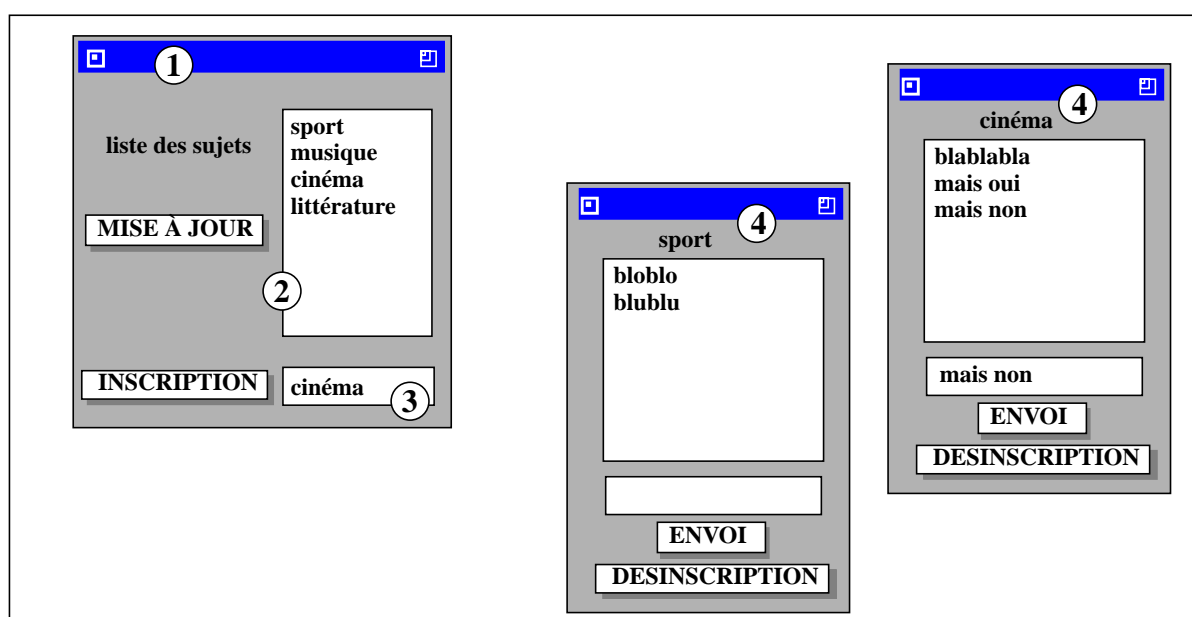 1
liste des sujets
sport
musique
cinéma
littérature
MISE À JOUR
2
INSCRIPTION
cinéma
3
4
sport
bloblo
blublu
ENVOI
DESINSCRIPTION
4
cinéma
blablabla
mais oui
mais non
mais non
ENVOI
DESINSCRIPTION